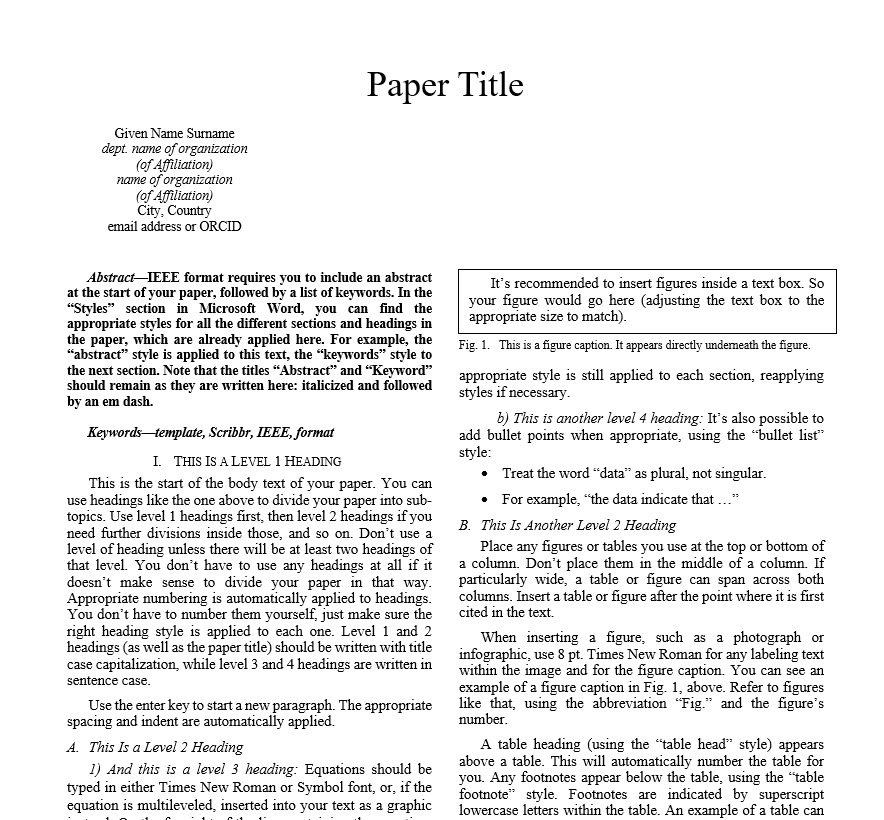 Paper Title
Given Name Surname
dept. name of organization
(of Affiliation)
name of organization
(of Affiliation)
City, Country
email address or ORCID
Abstract—IEEE format requires you to include an abstract
at the start of your paper, followed by a list of keywords. In the
“Styles” section in Microsoft Word, you can find the
appropriate styles for all the different sections and headings in
the paper, which are already applied here. For example, the
“abstract” style is applied to this text, the “keywords” style to
the next section. Note that the titles “Abstract” and “Keyword”
should remain as they are written here: italicized and followed
by an em dash.
Keywords—template, Scribbr, IEEE, format
I. THIS IS A LEVEL 1 HEADING
This is the start of the body text of your paper. You can
use headings like the one above to divide your paper into sub-
topics. Use level 1 headings first, then level 2 headings if you
need further divisions inside those, and so on. Don’t use a
level of heading unless there will be at least two headings of
that level. You don’t have to use any headings at all if it
doesn’t make sense to divide your paper in that way.
Appropriate numbering is automatically applied to headings.
You don’t have to number them yourself, just make sure the
right heading style is applied to each one. Level 1 and 2
headings (as well as the paper title) should be written with title
case capitalization, while level 3 and 4 headings are written in
sentence case.
Use the enter key to start a new paragraph. The appropriate
spacing and indent are automatically applied.
A. This Is a Level 2 Heading
1) And this is a level 3 heading: Equations should be
typed in either Times New Roman or Symbol font, or, if the
equation is multileveled, inserted into your text as a graphic
It’s recommended to insert figures inside a text box. So
your figure would go here (adjusting the text box to the
appropriate size to match).
Fig. 1. This is a figure caption. It appears directly underneath the figure.
appropriate style is still applied to each section, reapplying
styles if necessary.
b) This is another level 4 heading: It’s also possible to
add bullet points when appropriate, using the “bullet list”
style:
• Treat the word “data” as plural, not singular.
• For example, “the data indicate that …”
B. This Is Another Level 2 Heading
Place any figures or tables you use at the top or bottom of
a column. Don’t place them in the middle of a column. If
particularly wide, a table or figure can span across both
columns. Insert a table or figure after the point where it is first
cited in the text.
When inserting a figure, such as a photograph or
infographic, use 8 pt. Times New Roman for any labeling text
within the image and for the figure caption. You can see an
example of a figure caption in Fig. 1, above. Refer to figures
like that, using the abbreviation “Fig.” and the figure’s
number.
A table heading (using the “table head” style) appears
above a table. This will automatically number the table for
you. Any footnotes appear below the table, using the “table
footnote” style. Footnotes are indicated by superscript
lowercase letters within the table. An example of a table can